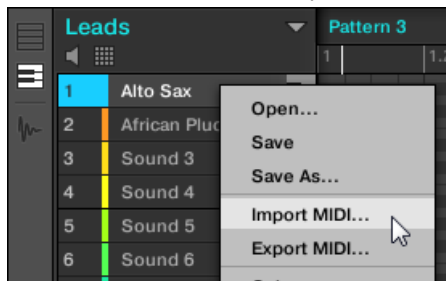 Leads
Pattern 3
1
1
Alto Sax
2
African Pluc
3
Sound 3
4
Sound 4
5
Sound 5
6
Sound 6
Open...
Save
Save As...
Import MIDI...
Export MIDI...